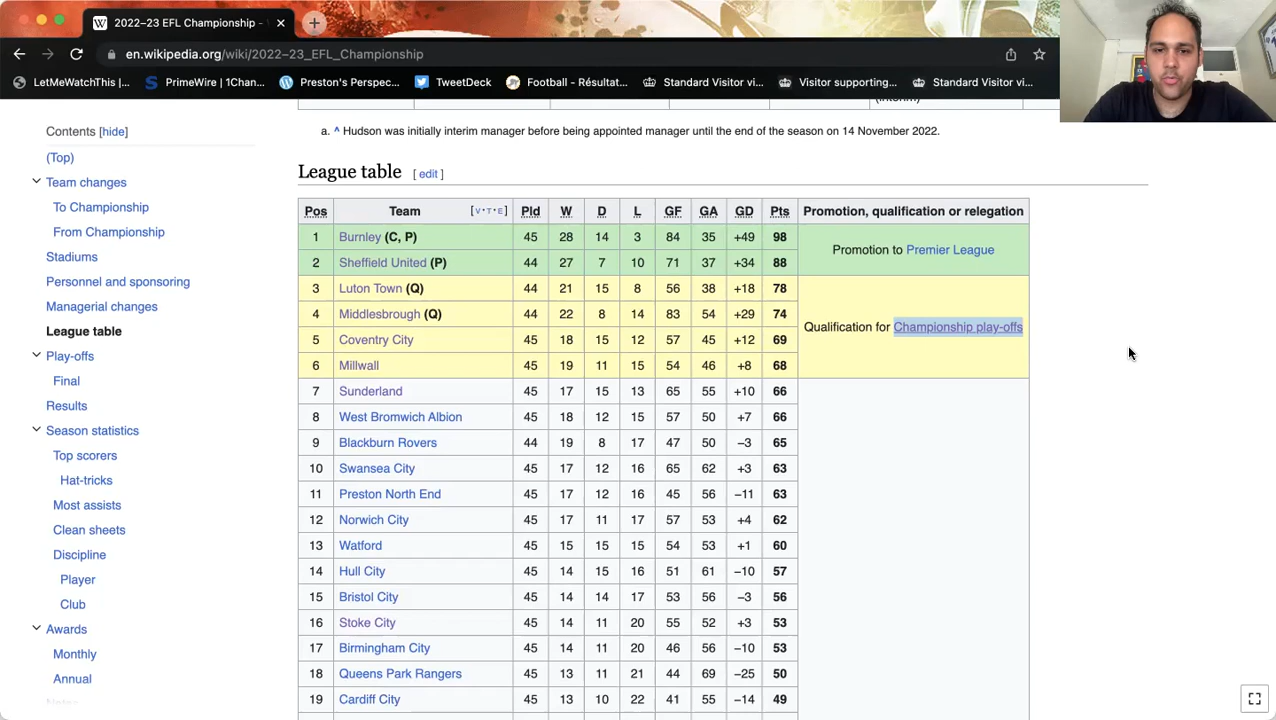 2022–23 EFL Championship -
en.wikipedia.org/wiki/2022–23_EFL_Championship
LetMeWatchThis |... PrimeWire | 1Chan... Preston's Perspec... TweetDeck Football - Résultat... Standard Visitor vi... Visitor supporting... Standard Visitor vi...
a. ^ Hudson was initially interim manager before being appointed manager until the end of the season on 14 November 2022.
Contents [hide]
(Top)
Team changes
To Championship
From Championship
Stadiums
Personnel and sponsoring
Managerial changes
League table
Play-offs
Final
Results
Season statistics
Top scorers
Hat-tricks
Most assists
Clean sheets
Discipline
Player
Club
Awards
Monthly
Annual
League table [ edit ]
Pos Team [V•T•E] Pld W D L GF GA GD Pts Promotion, qualification or relegation
1 Burnley (C, P) 45 28 14 3 84 35 +49 98
Promotion to Premier League
2 Sheffield United (P) 44 27 7 10 71 37 +34 88
3 Luton Town (Q) 44 21 15 8 56 38 +18 78
4 Middlesbrough (Q) 44 22 8 14 83 54 +29 74
Qualification for Championship play-offs
5 Coventry City 45 18 15 12 57 45 +12 69
6 Millwall 45 19 11 15 54 46 +8 68
7 Sunderland 45 17 15 13 65 55 +10 66
8 West Bromwich Albion 45 18 12 15 57 50 +7 66
9 Blackburn Rovers 44 19 8 17 47 50 −3 65
10 Swansea City 45 17 12 16 65 62 +3 63
11 Preston North End 45 17 12 16 45 56 −11 63
12 Norwich City 45 17 11 17 57 53 +4 62
13 Watford 45 15 15 15 54 53 +1 60
14 Hull City 45 14 15 16 51 61 −10 57
15 Bristol City 45 14 14 17 53 56 −3 56
16 Stoke City 45 14 11 20 55 52 +3 53
17 Birmingham City 45 14 11 20 46 56 −10 53
18 Queens Park Rangers 45 13 11 21 44 69 −25 50
19 Cardiff City 45 13 10 22 41 55 −14 49